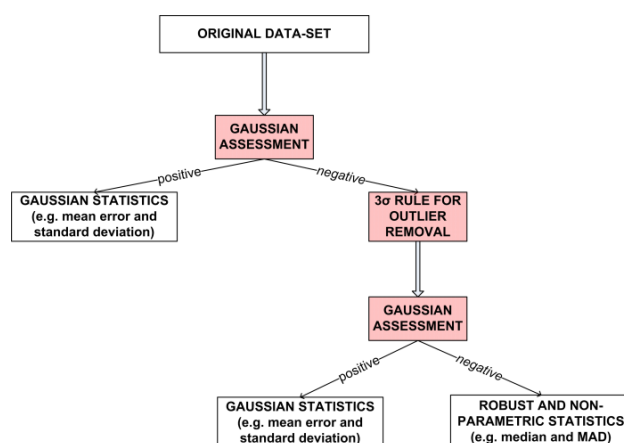 ORIGINAL DATA-SET
GAUSSIAN
ASSESSMENT
positive
negative
GAUSSIAN STATISTICS
(e.g. mean error and
standard deviation)
3σ RULE FOR
OUTLIER
REMOVAL
GAUSSIAN
ASSESSMENT
positive
negative
GAUSSIAN STATISTICS
(e.g. mean error and
standard deviation)
ROBUST AND NON-
PARAMETRIC STATISTICS
(e.g. median and MAD)